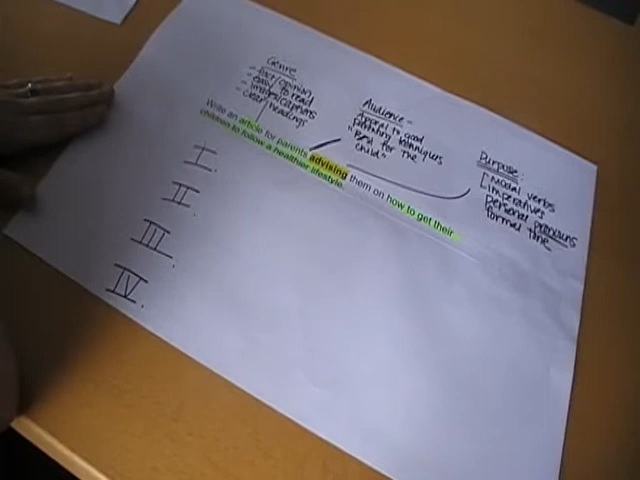 Genre
- fact/opinion
- easy to read
- images/captions
- clear headings
Audience -
Appeal to good
parenting techniques
"Best for the
child"
Purpose:
Modal verbs
imperatives
personal pronouns
formal tone
Write an article for parents advising them on how to get their
children to follow a healthier lifestyle.
I.
II.
III.
IV.